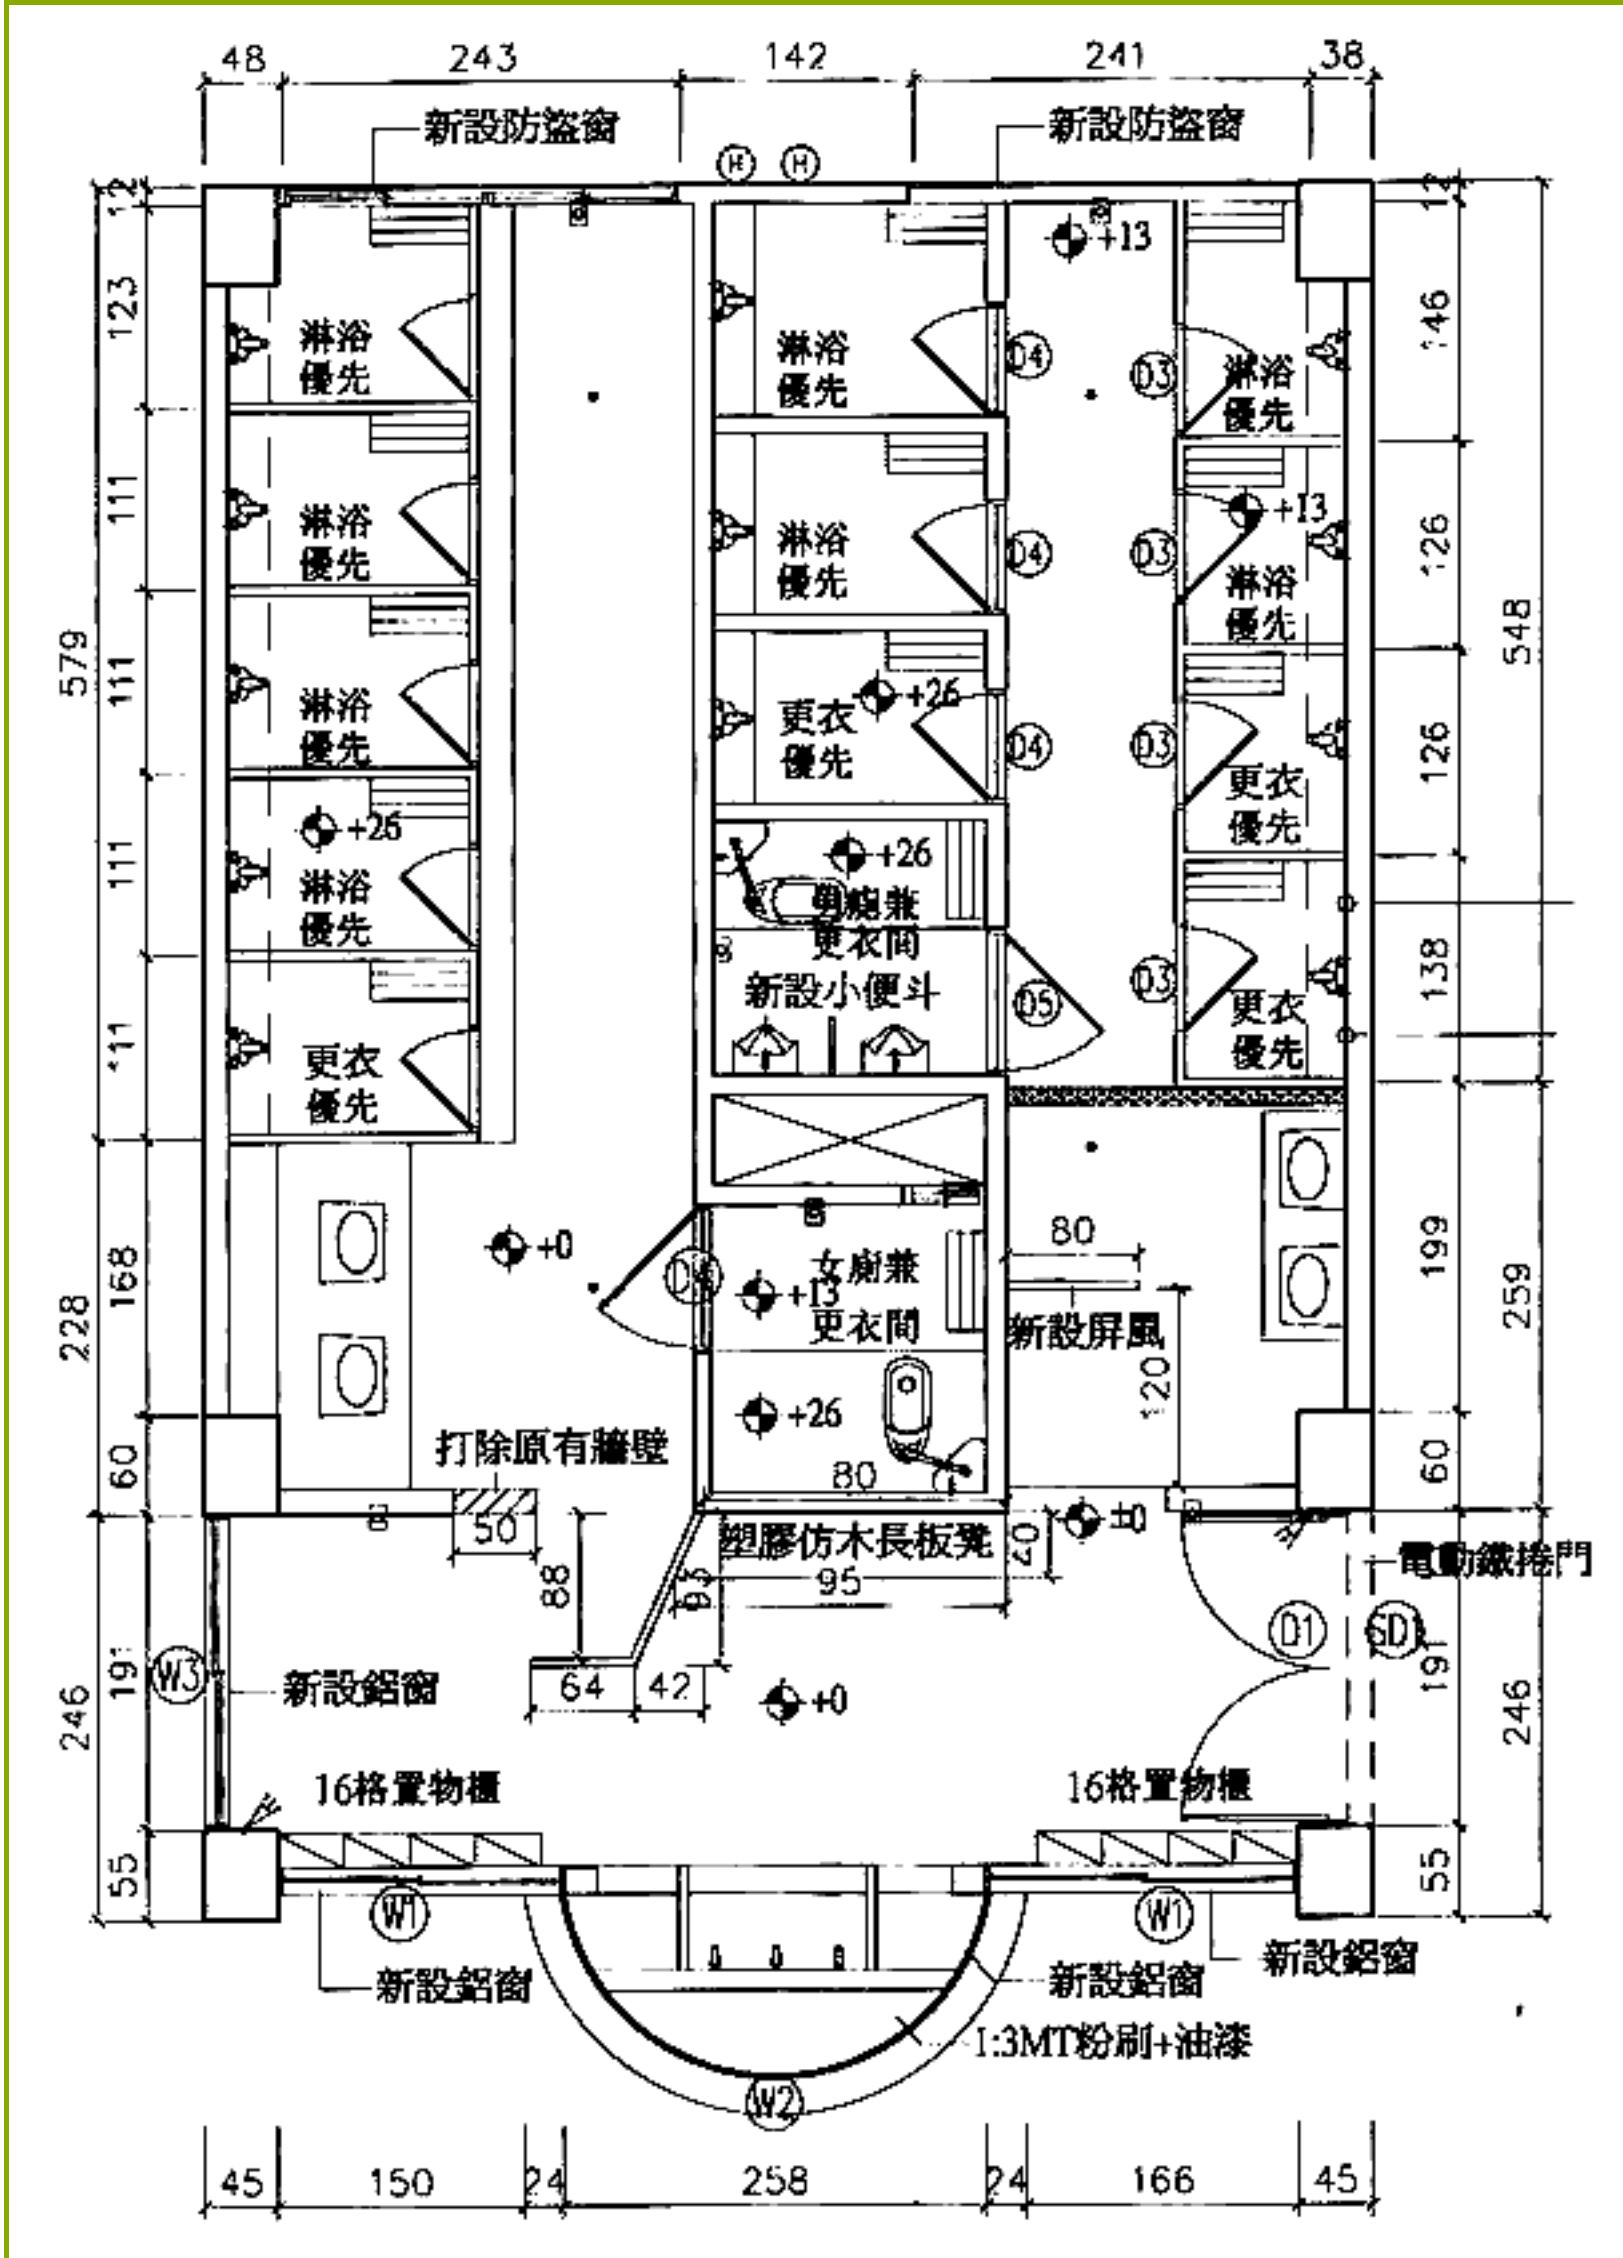 48 243 142 241 38
新設防盜窗 新設防盜窗
H H
12 12
+13
123 146
淋浴 淋浴 淋浴
優先 優先 優先
D4 D3
111 +13 126
淋浴 淋浴 淋浴
優先 優先 優先
D4 D3
579 548
111 +26 126
淋浴 更衣 更衣
優先 優先 優先
D4 D3
111 +26 +26
淋浴 男廁兼
優先 更衣間
138
新設小便斗
D5 D3
111
更衣 更衣
優先 優先
80
+0 199
女廁兼
+13
更衣間
新設屏風
168
228 259
120
+26
60 60
打除原有牆壁
80
±0
50
塑膠仿木長板凳
40
電動鐵捲門
88 93 95
D1 SD1
W3 191 191
新設鋁窗
64 42
+0
246 246
16格置物櫃 16格置物櫃
55 55
W1 W1
新設鋁窗 新設鋁窗 新設鋁窗
1:3MT粉刷+油漆
W2
45 150 24 258 24 166 45